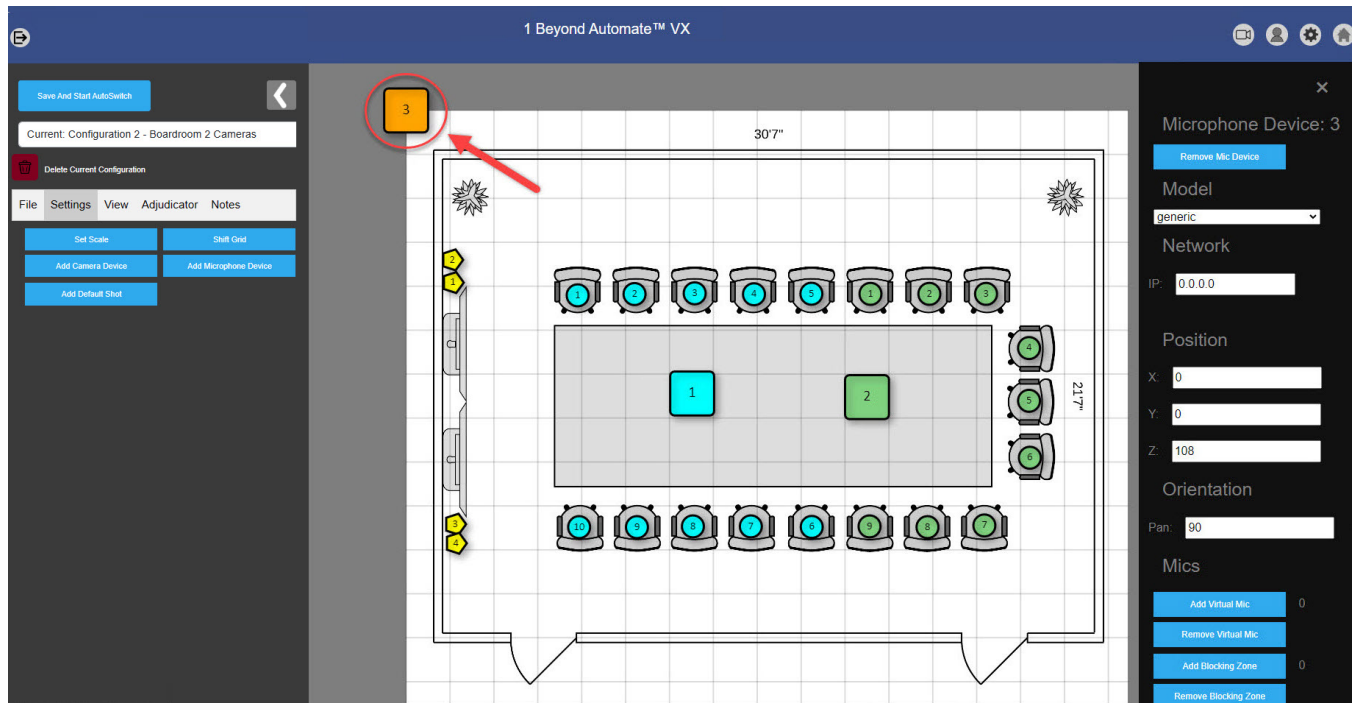 1 Beyond Automate™ VX
Save And Start AutoSwitch
Current: Configuration 2 - Boardroom 2 Cameras
Delete Current Configuration
File Settings View Adjudicator Notes
Set Scale Shift Grid
Add Camera Device Add Microphone Device
Add Default Shot
3
30'7"
2
1
1 2 3 4 5 1 2 3
4
5
6
1 2
21'7"
3
4
10 9 8 7 6 9 8 7
Microphone Device: 3
Remove Mic Device
Model
generic
Network
IP: 0.0.0.0
Position
X: 0
Y: 0
Z: 108
Orientation
Pan: 90
Mics
Add Virtual Mic 0
Remove Virtual Mic
Add Blocking Zone 0
Remove Blocking Zone